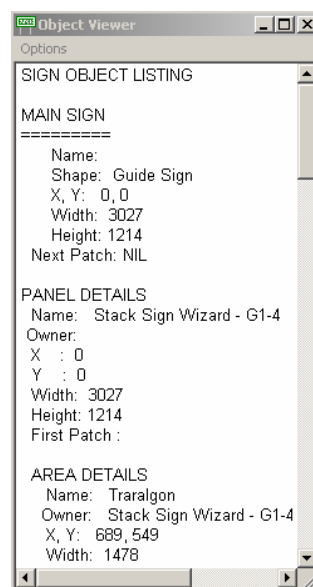 Object Viewer
Options
SIGN OBJECT LISTING
MAIN SIGN
=========
Name:
Shape: Guide Sign
X, Y: 0, 0
Width: 3027
Height: 1214
Next Patch: NIL
PANEL DETAILS
Name: Stack Sign Wizard - G1-4
Owner:
X : 0
Y : 0
Width: 3027
Height: 1214
First Patch :
AREA DETAILS
Name: Traralgon
Owner: Stack Sign Wizard - G1-4
X, Y: 689, 549
Width: 1478